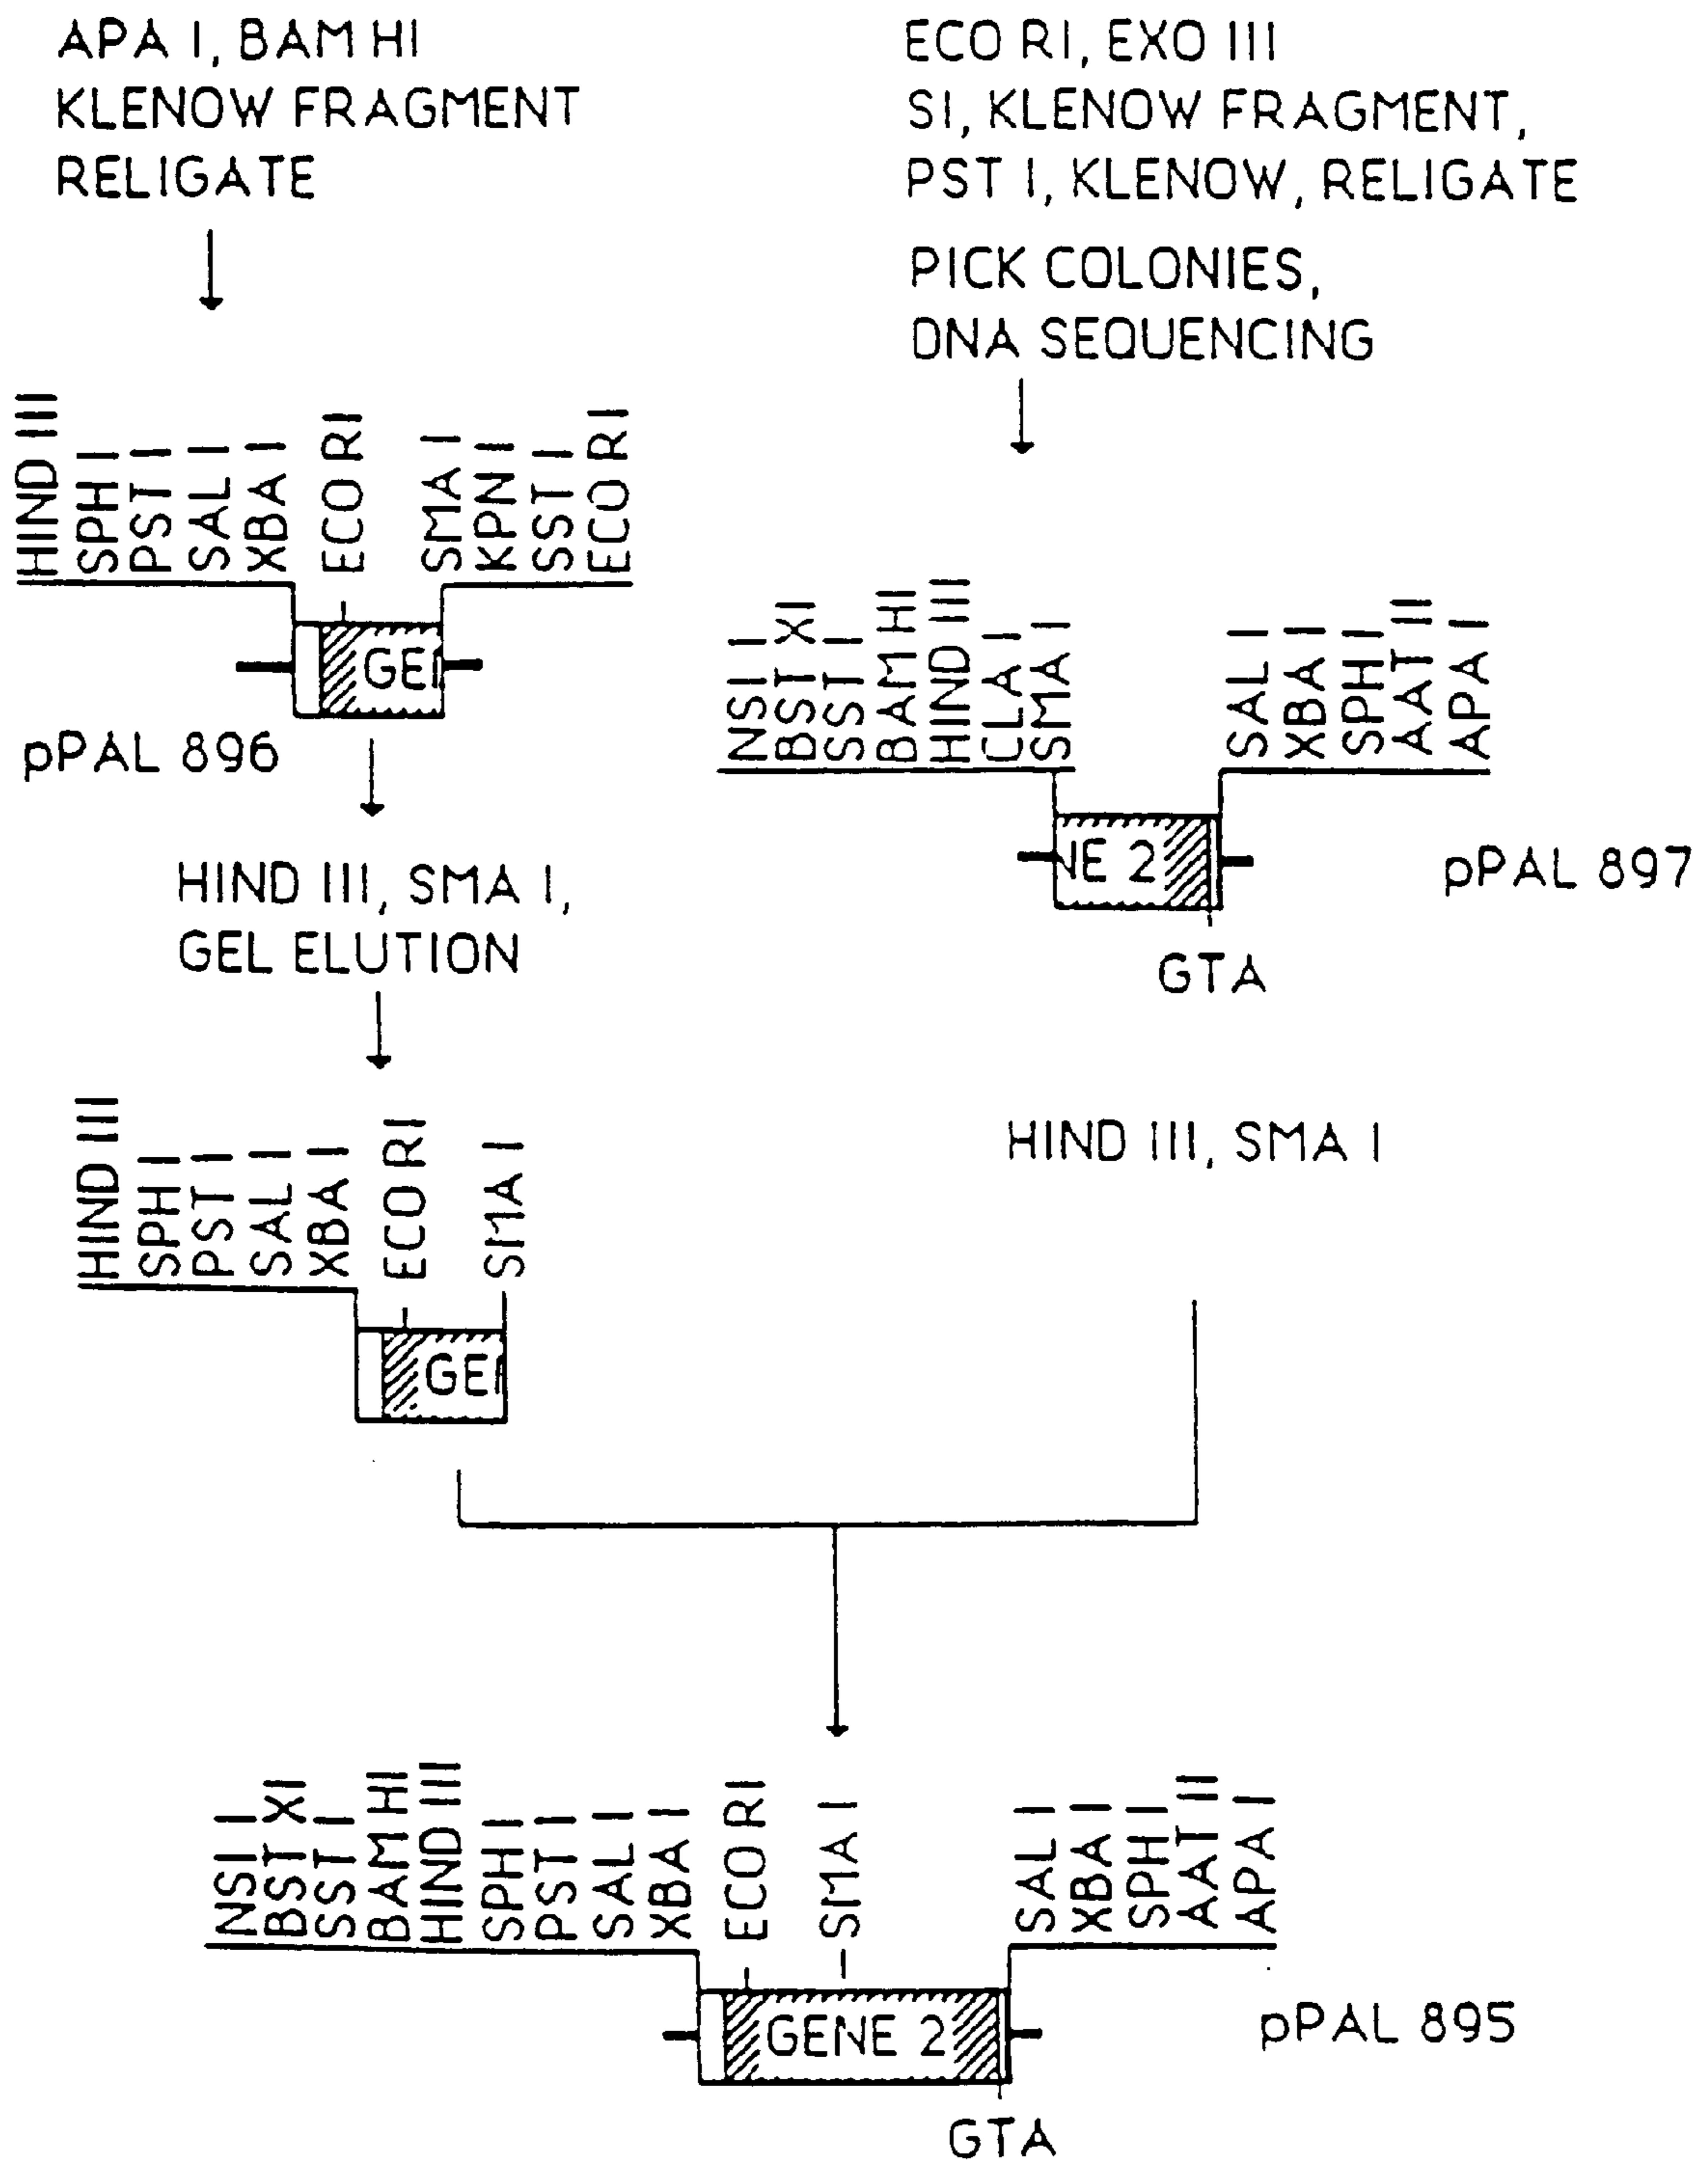 APA I, BAM HI
KLENOW FRAGMENT
RELIGATE
ECO RI, EXO III
SI, KLENOW FRAGMENT,
PST I, KLENOW, RELIGATE
PICK COLONIES,
DNA SEQUENCING
HIND III
SPH I
PST I
SAL I
XBA I
ECO RI
SMA I
KPN I
SST I
ECO RI
GEN
pPAL 896
NSI I
BST XI
SST I
BAM HI
HIND III
CLA I
SMA I
SAL I
XBA I
SPH I
AAT II
APA I
NE 2
pPAL 897
GTA
HIND III, SMA I,
GEL ELUTION
HIND III
SPH I
PST I
SAL I
XBA I
ECO RI
SMA I
GEN
HIND III, SMA I
NSI I
BST XI
SST I
BAM HI
HIND III
SPH I
PST I
SAL I
XBA I
ECO RI
SMA I
SAL I
XBA I
SPH I
AAT II
APA I
GENE 2
pPAL 895
GTA